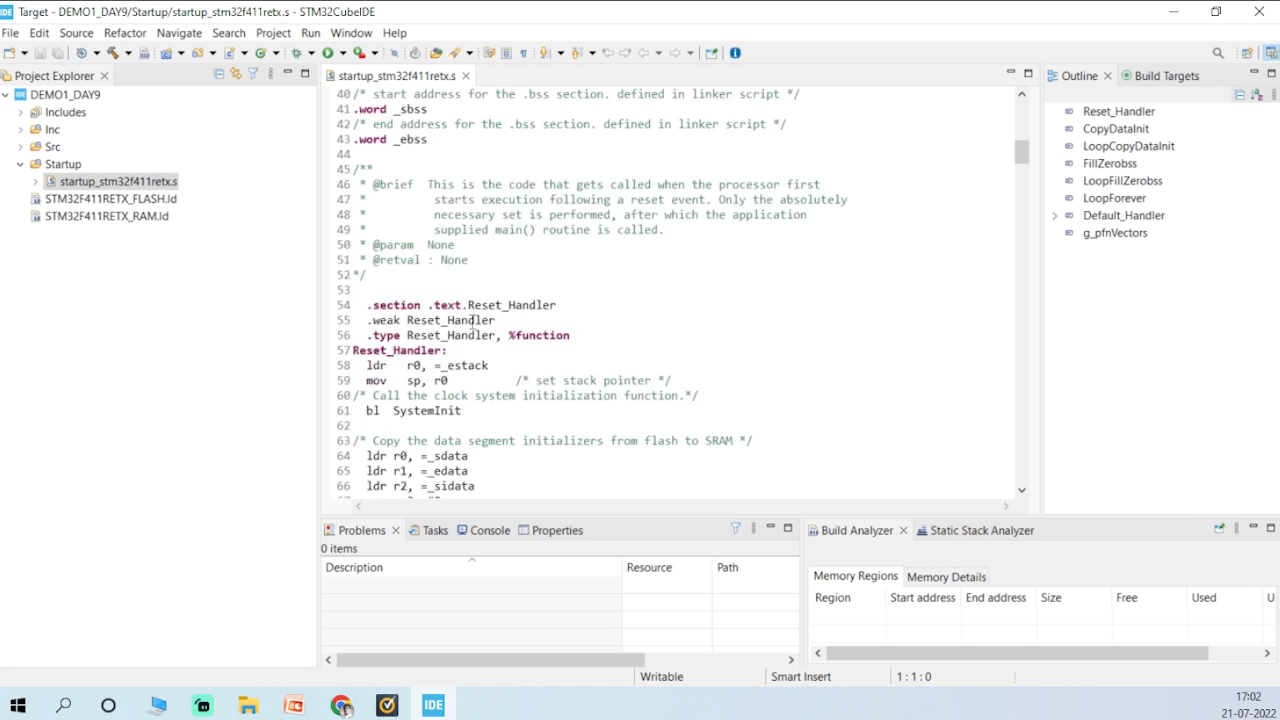 IDE Target - DEMO1_DAY9/Startup/startup_stm32f411retx.s - STM32CubeIDE
File Edit Source Refactor Navigate Search Project Run Window Help
Project Explorer
DEMO1_DAY9
Includes
Inc
Src
Startup
startup_stm32f411retx.s
STM32F411RETX_FLASH.ld
STM32F411RETX_RAM.ld
startup_stm32f411retx.s
40 /* start address for the .bss section. defined in linker script */
41 .word _sbss
42 /* end address for the .bss section. defined in linker script */
43 .word _ebss
44
45 /**
46 * @brief This is the code that gets called when the processor first
47 * starts execution following a reset event. Only the absolutely
48 * necessary set is performed, after which the application
49 * supplied main() routine is called.
50 * @param None
51 * @retval : None
52 */
53
54 .section .text.Reset_Handler
55 .weak Reset_Handler
56 .type Reset_Handler, %function
57 Reset_Handler:
58 ldr r0, =_estack
59 mov sp, r0 /* set stack pointer */
60 /* Call the clock system initialization function.*/
61 bl SystemInit
62
63 /* Copy the data segment initializers from flash to SRAM */
64 ldr r0, =_sdata
65 ldr r1, =_edata
66 ldr r2, =_sidata
Outline Build Targets
Reset_Handler
CopyDataInit
LoopCopyDataInit
FillZerobss
LoopFillZerobss
LoopForever
Default_Handler
g_pfnVectors
Problems Tasks Console Properties
0 items
Description Resource Path
Build Analyzer Static Stack Analyzer
Memory Regions Memory Details
Region Start address End address Size Free Used U
Writable Smart Insert 1 : 1 : 0
IDE
17:02
21-07-2022